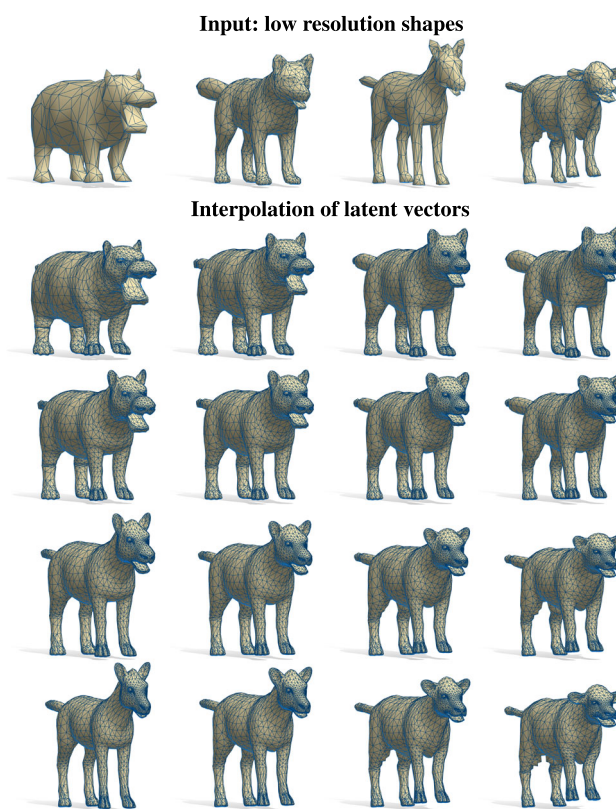 Input: low resolution shapes
Interpolation of latent vectors